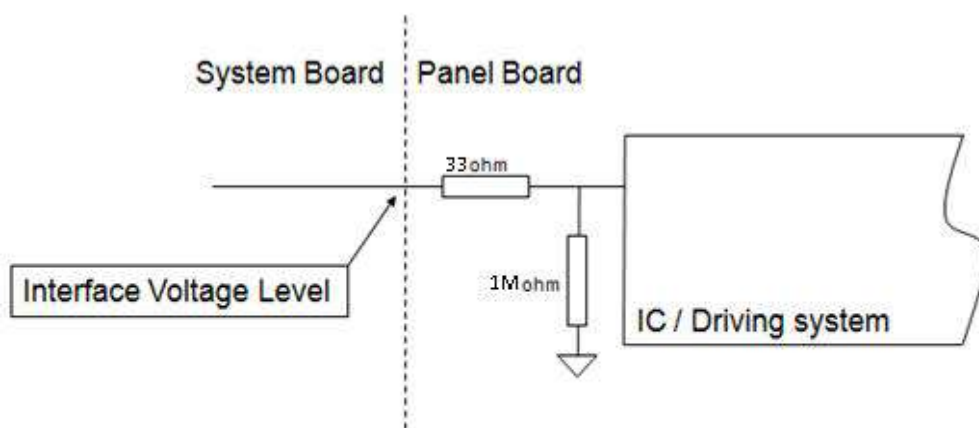 System Board
Panel Board
33ohm
Interface Voltage Level
1Mohm
IC / Driving system